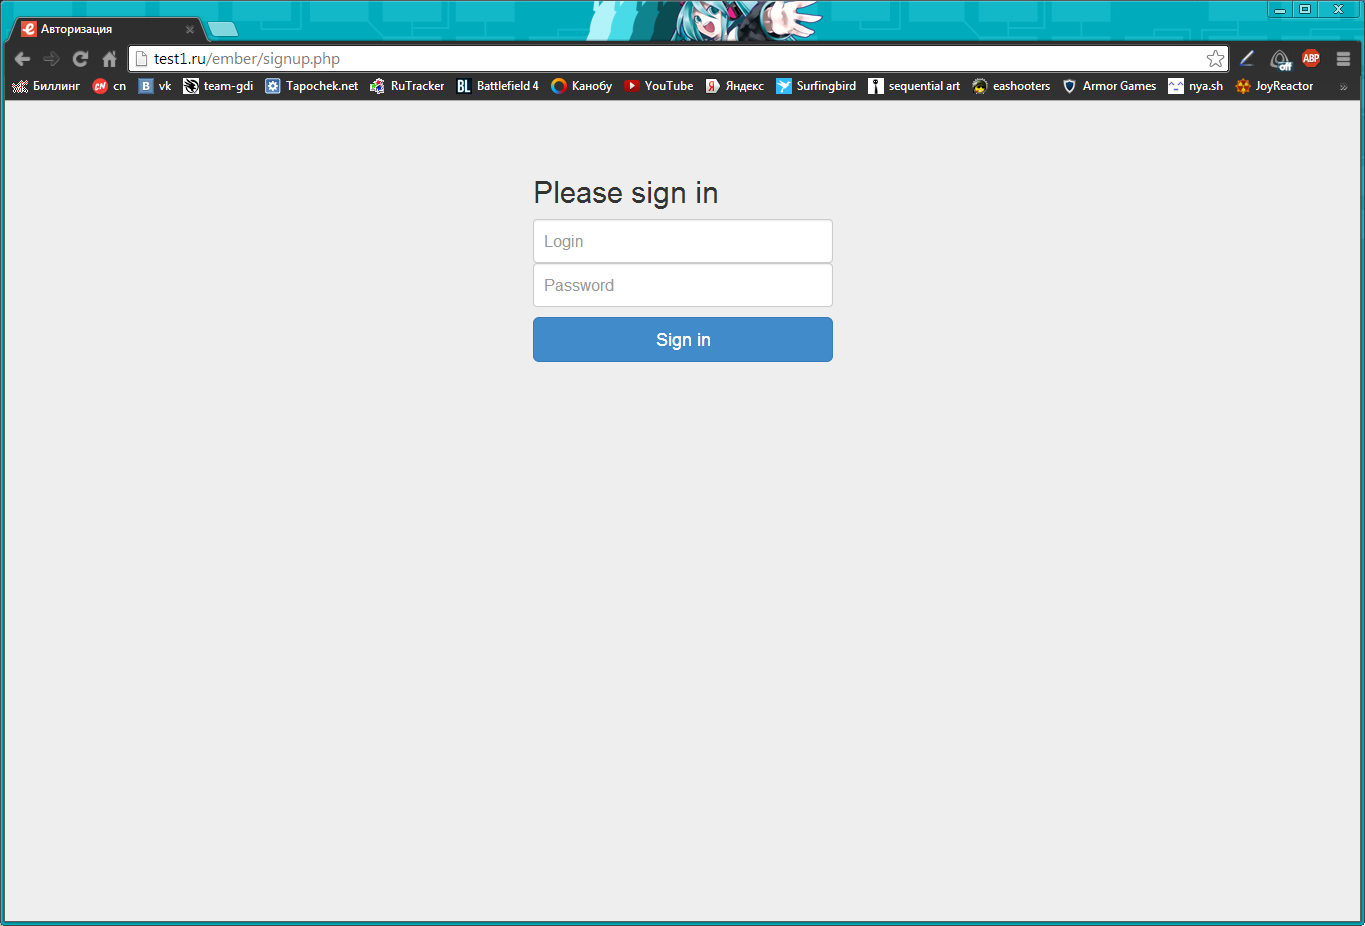 Авторизация
test1.ru/ember/signup.php
Биллинг cn vk team-gdi Tapochek.net RuTracker Battlefield 4 Канобу YouTube Яндекс Surfingbird sequential art eashooters Armor Games nya.sh JoyReactor »
Please sign in
Login
Password
Sign in